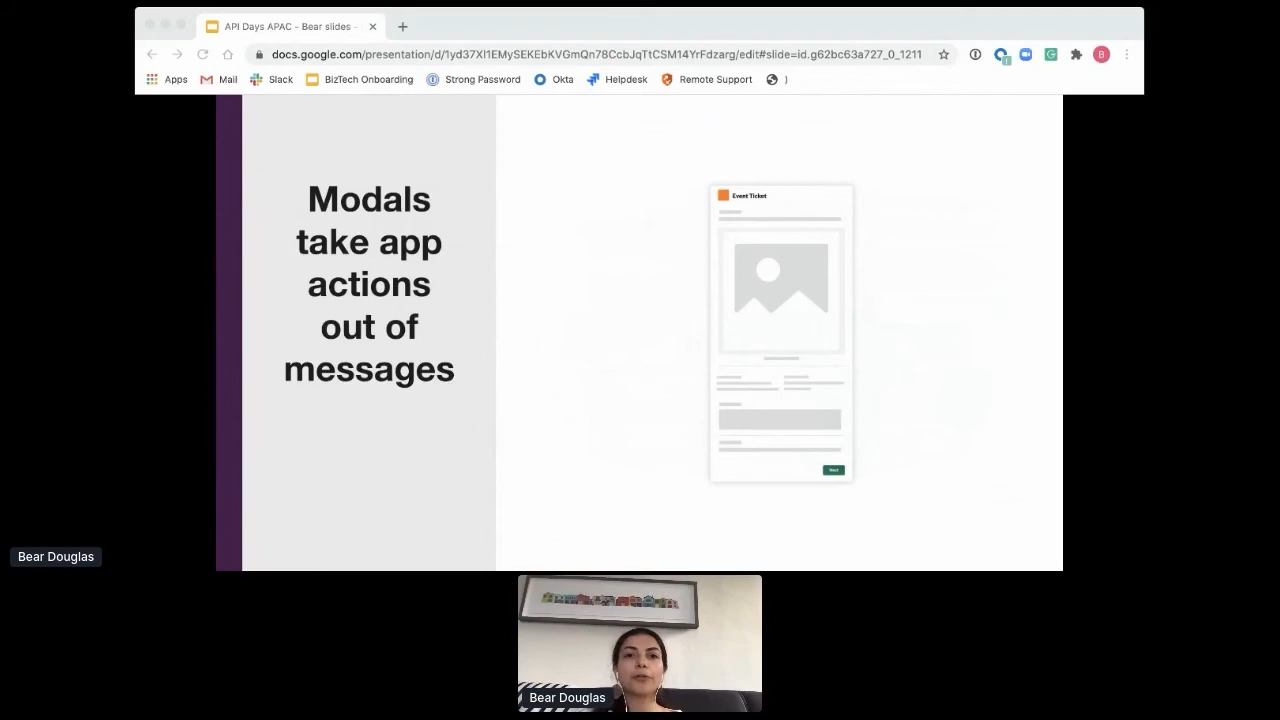 API Days APAC - Bear slides -
docs.google.com/presentation/d/1yd37Xl1EMySEKEbKVGmQn78CcbJqTtCSM14YrFdzarg/edit#slide=id.g62bc63a727_0_1211
Apps Mail Slack BizTech Onboarding Strong Password Okta Helpdesk Remote Support )
Modals
take app
actions
out of
messages
Event Ticket
Next
Bear Douglas
Bear Douglas